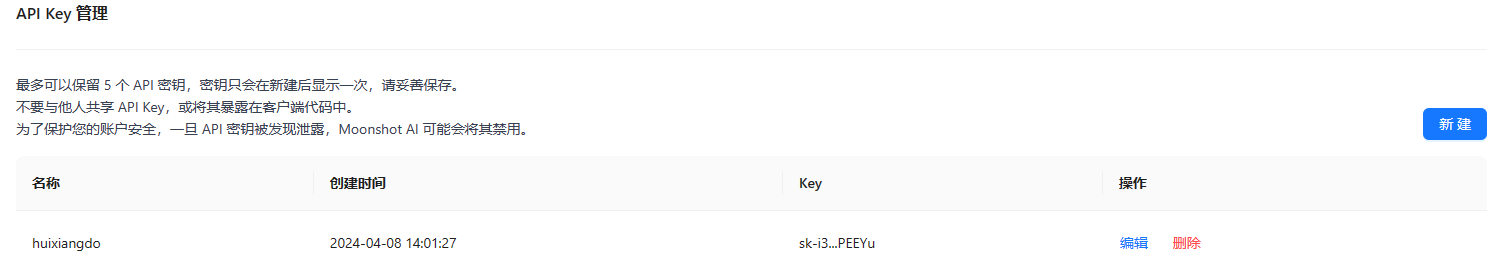 API Key 管理
最多可以保留 5 个 API 密钥，密钥只会在新建后显示一次，请妥善保存。
不要与他人共享 API Key，或将其暴露在客户端代码中。
为了保护您的账户安全，一旦 API 密钥被发现泄露，Moonshot AI 可能会将其禁用。
新 建
名称 创建时间 Key 操作
huixiangdo 2024-04-08 14:01:27 sk-i3...PEEYu 编辑 删除